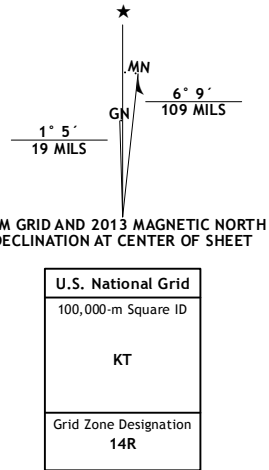 MN
GN
6° 9´
109 MILS
1° 5´
19 MILS
M GRID AND 2013 MAGNETIC NORTH
DECLINATION AT CENTER OF SHEET
U.S. National Grid
100,000-m Square ID
KT
Grid Zone Designation
14R